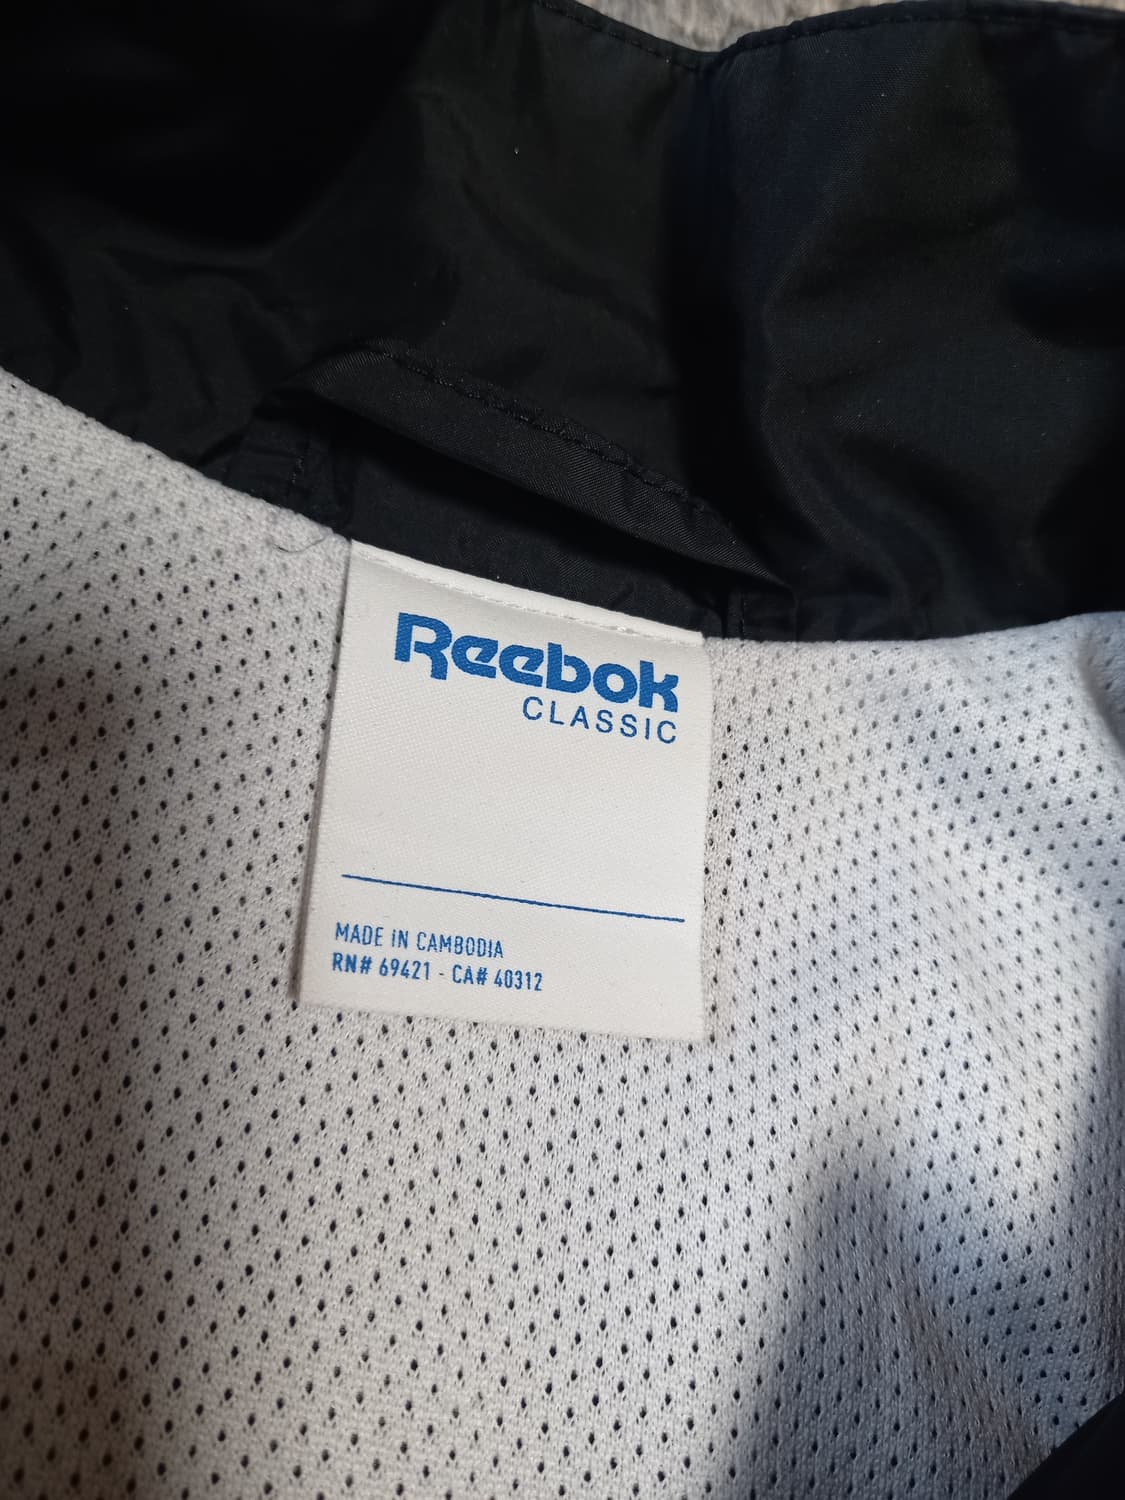 Reebok
CLASSIC
MADE IN CAMBODIA
RN# 69421 - CA# 40312